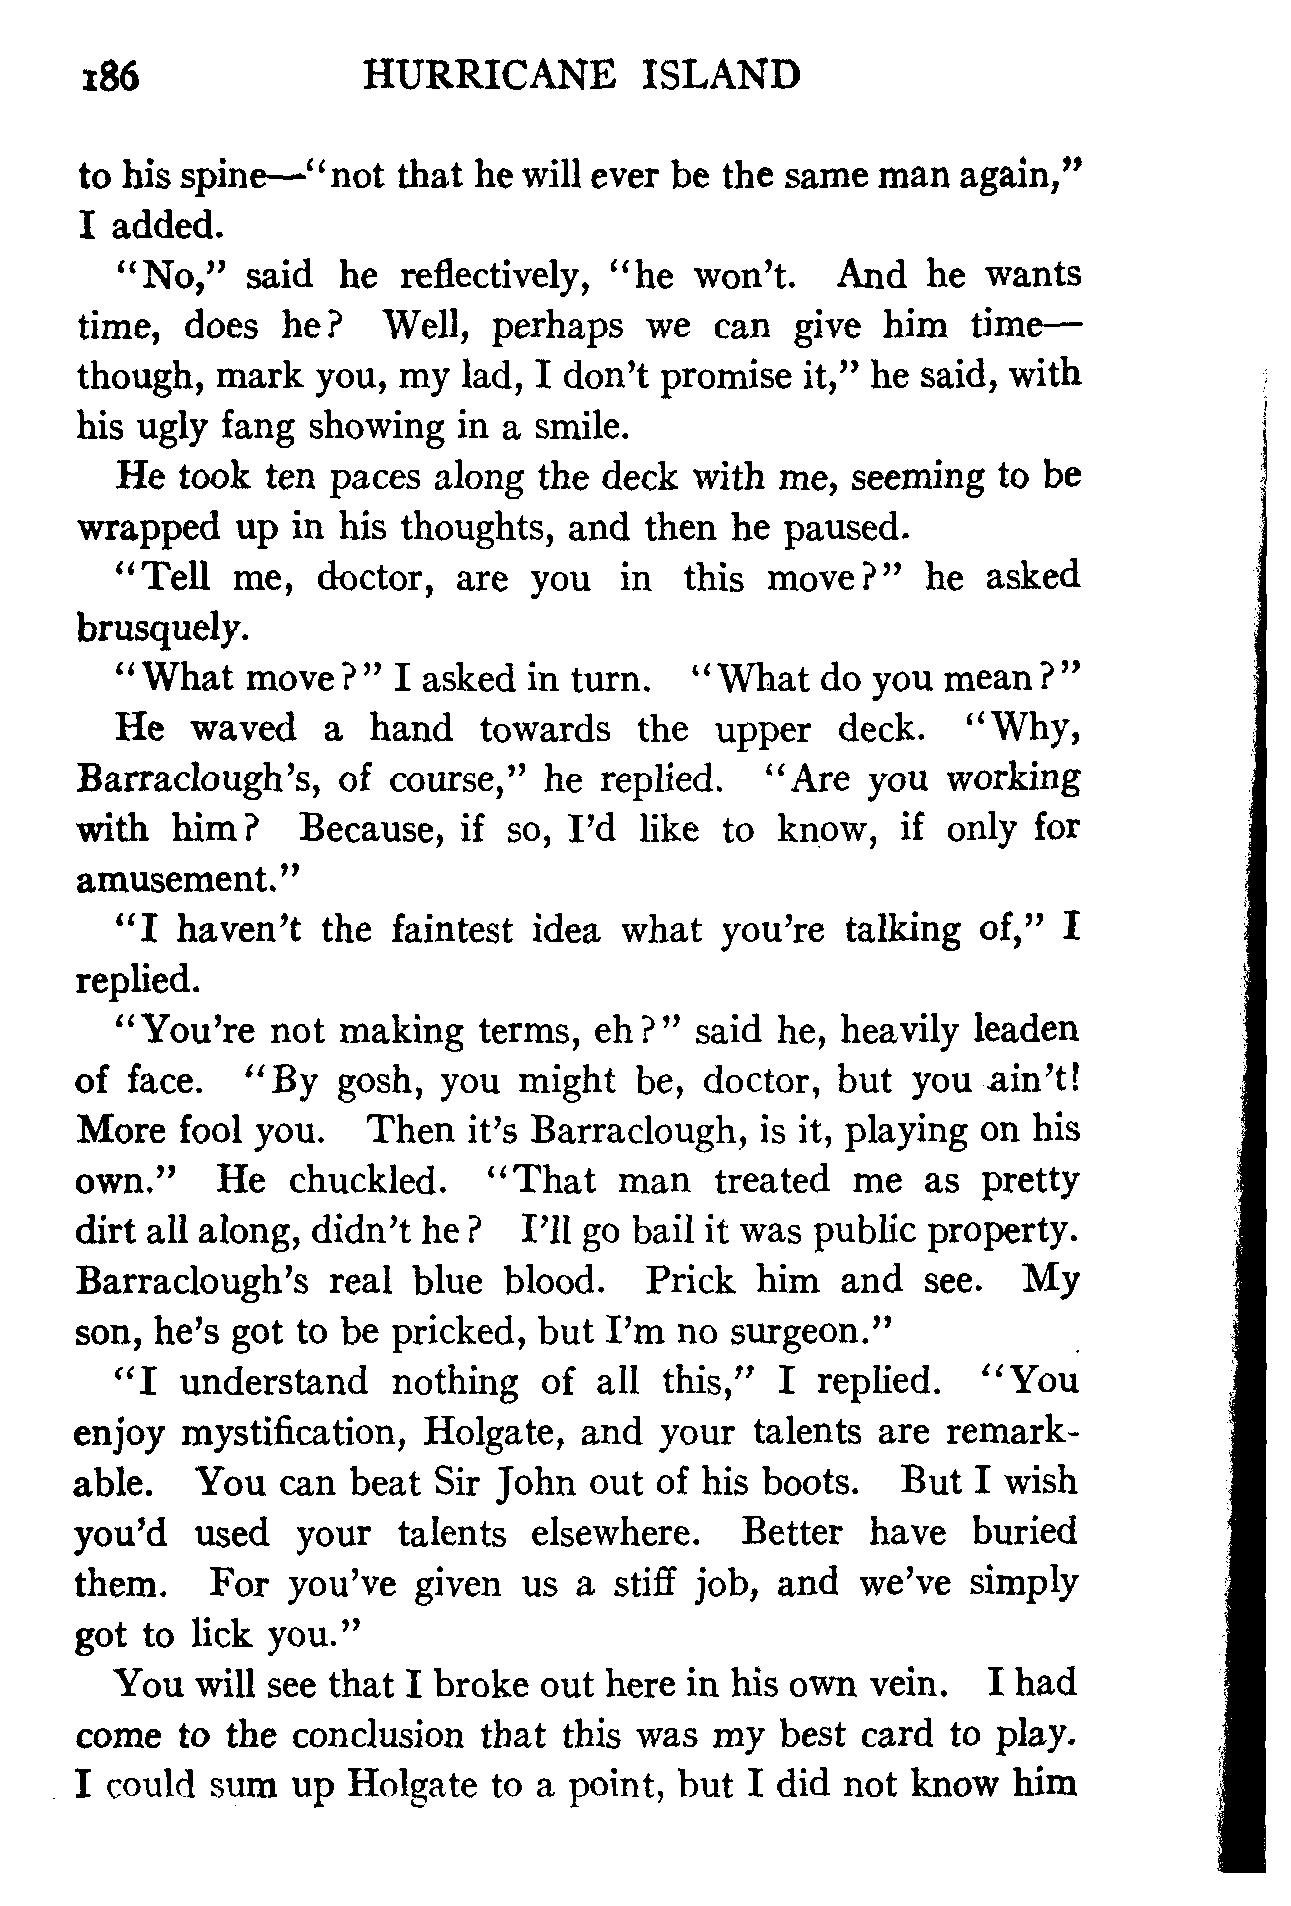 186 HURRICANE ISLAND
to his spine—"not that he will ever be the same man again,"
I added.
"No," said he reflectively, "he won't. And he wants
time, does he? Well, perhaps we can give him time—
though, mark you, my lad, I don't promise it," he said, with
his ugly fang showing in a smile.
He took ten paces along the deck with me, seeming to be
wrapped up in his thoughts, and then he paused.
"Tell me, doctor, are you in this move?" he asked
brusquely.
"What move?" I asked in turn. "What do you mean?"
He waved a hand towards the upper deck. "Why,
Barraclough's, of course," he replied. "Are you working
with him? Because, if so, I'd like to know, if only for
amusement."
"I haven't the faintest idea what you're talking of," I
replied.
"You're not making terms, eh?" said he, heavily leaden
of face. "By gosh, you might be, doctor, but you ain't!
More fool you. Then it's Barraclough, is it, playing on his
own." He chuckled. "That man treated me as pretty
dirt all along, didn't he? I'll go bail it was public property.
Barraclough's real blue blood. Prick him and see. My
son, he's got to be pricked, but I'm no surgeon."
"I understand nothing of all this," I replied. "You
enjoy mystification, Holgate, and your talents are remark-
able. You can beat Sir John out of his boots. But I wish
you'd used your talents elsewhere. Better have buried
them. For you've given us a stiff job, and we've simply
got to lick you."
You will see that I broke out here in his own vein. I had
come to the conclusion that this was my best card to play.
I could sum up Holgate to a point, but I did not know him